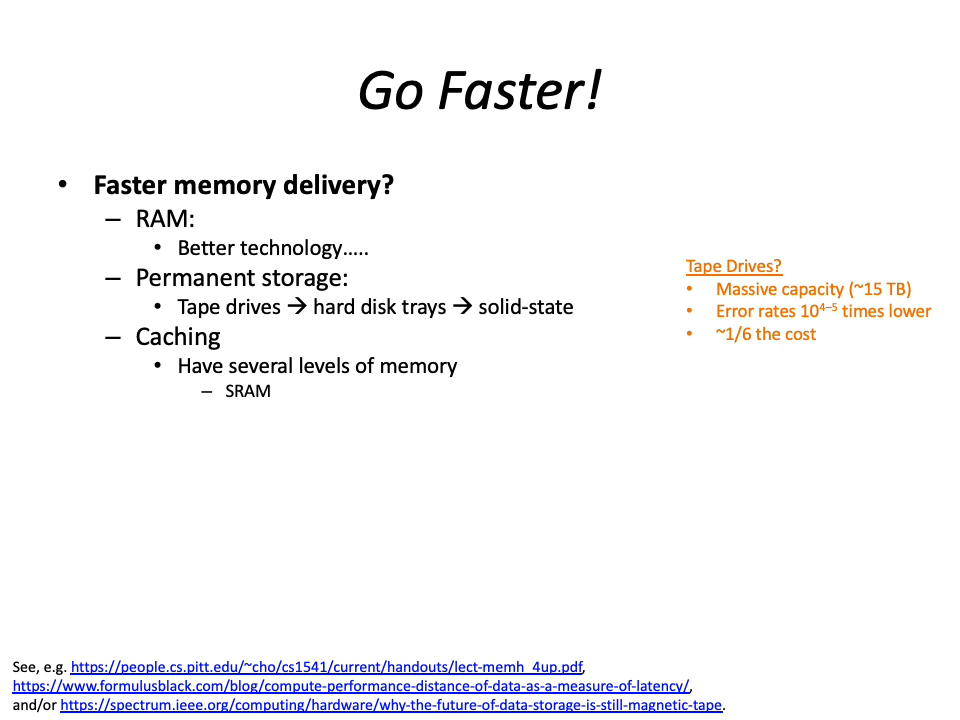 Go Faster!
• Faster memory delivery?
– RAM:
• Better technology…..
– Permanent storage:
• Tape drives → hard disk trays → solid-state
– Caching
• Have several levels of memory
– SRAM
Tape Drives?
• Massive capacity (~15 TB)
• Error rates 10⁴⁻⁵ times lower
• ~1/6 the cost
See, e.g. https://people.cs.pitt.edu/~cho/cs1541/current/handouts/lect-memh_4up.pdf,
https://www.formulusblack.com/blog/compute-performance-distance-of-data-as-a-measure-of-latency/,
and/or https://spectrum.ieee.org/computing/hardware/why-the-future-of-data-storage-is-still-magnetic-tape.